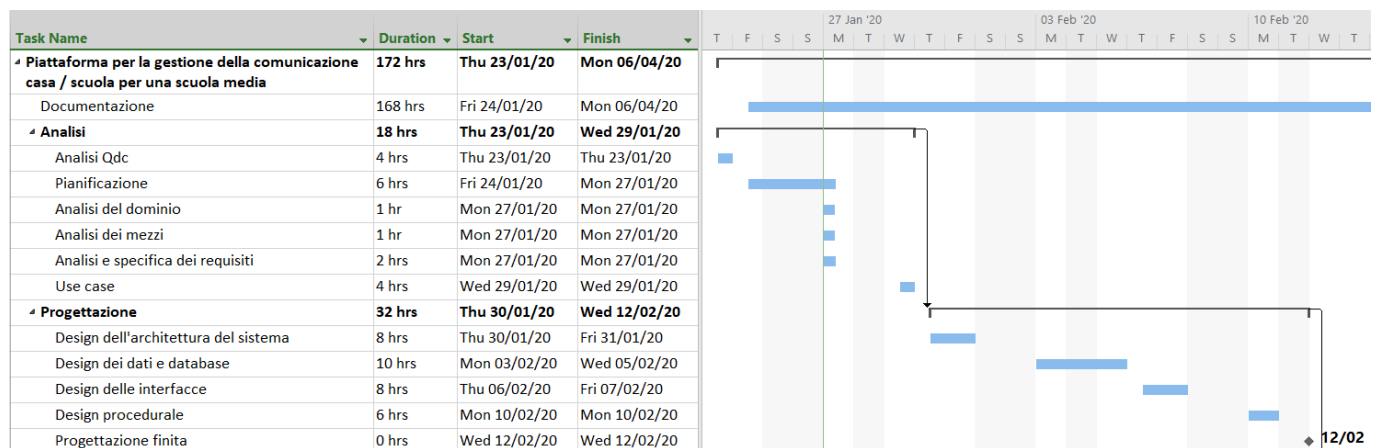 27 Jan '20 03 Feb '20 10 Feb '20
Task Name Duration Start Finish T F S S M T W T F S S M T W T F S S M T W T
Piattaforma per la gestione della comunicazione 172 hrs Thu 23/01/20 Mon 06/04/20
casa / scuola per una scuola media
Documentazione 168 hrs Fri 24/01/20 Mon 06/04/20
Analisi 18 hrs Thu 23/01/20 Wed 29/01/20
Analisi Qdc 4 hrs Thu 23/01/20 Thu 23/01/20
Pianificazione 6 hrs Fri 24/01/20 Mon 27/01/20
Analisi del dominio 1 hr Mon 27/01/20 Mon 27/01/20
Analisi dei mezzi 1 hr Mon 27/01/20 Mon 27/01/20
Analisi e specifica dei requisiti 2 hrs Mon 27/01/20 Mon 27/01/20
Use case 4 hrs Wed 29/01/20 Wed 29/01/20
Progettazione 32 hrs Thu 30/01/20 Wed 12/02/20
Design dell'architettura del sistema 8 hrs Thu 30/01/20 Fri 31/01/20
Design dei dati e database 10 hrs Mon 03/02/20 Wed 05/02/20
Design delle interfacce 8 hrs Thu 06/02/20 Fri 07/02/20
Design procedurale 6 hrs Mon 10/02/20 Mon 10/02/20
Progettazione finita 0 hrs Wed 12/02/20 Wed 12/02/20 12/02